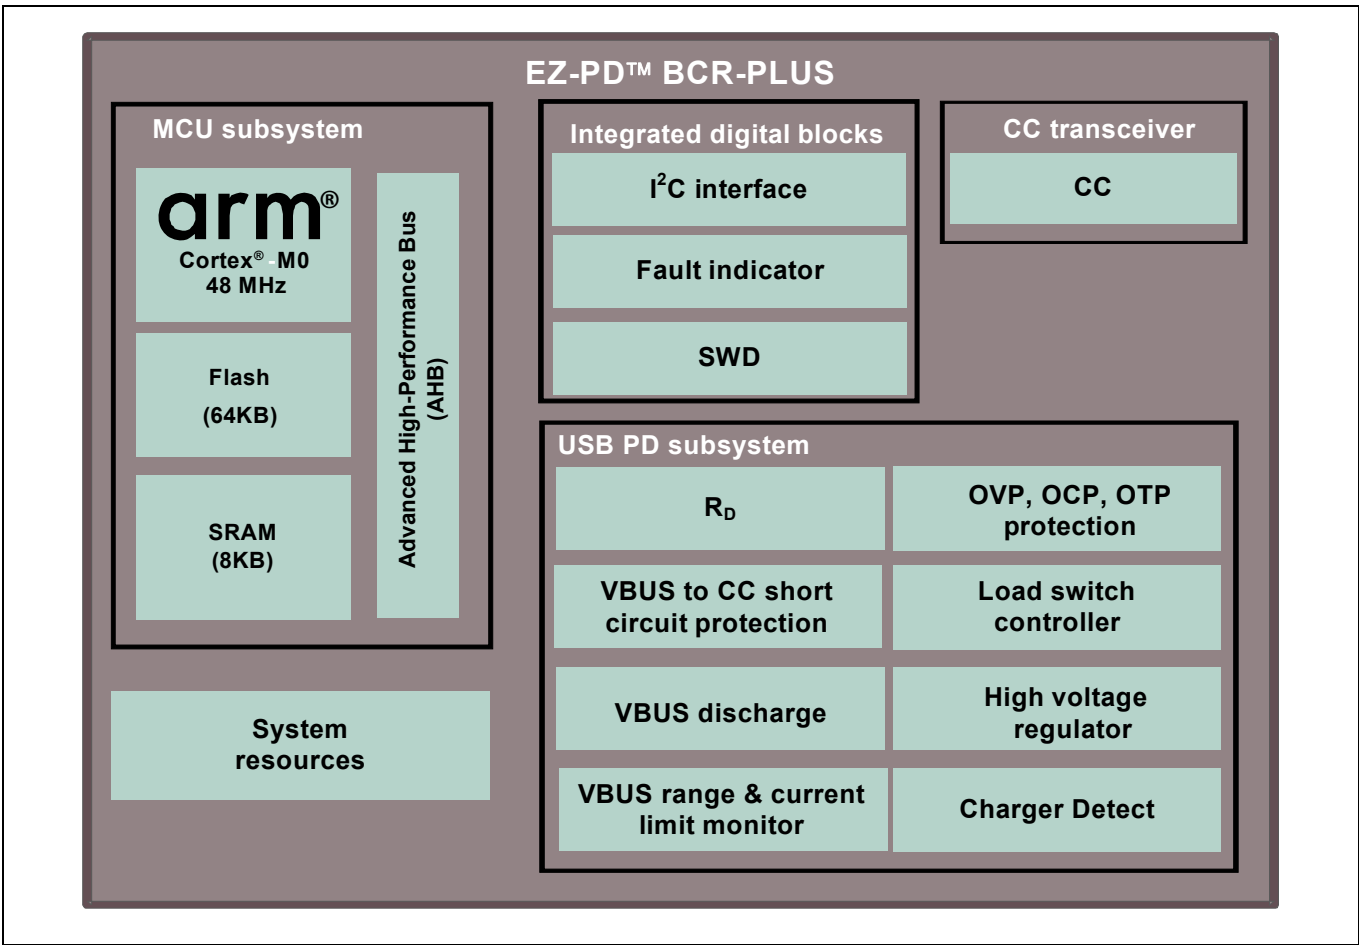 EZ-PD™ BCR-PLUS
MCU subsystem
arm®
Cortex®-M0
48 MHz
Flash
(64KB)
SRAM
(8KB)
Advanced High-Performance Bus
(AHB)
System
resources
Integrated digital blocks
I²C interface
Fault indicator
SWD
CC transceiver
CC
USB PD subsystem
R_D
OVP, OCP, OTP
protection
VBUS to CC short
circuit protection
Load switch
controller
VBUS discharge
High voltage
regulator
VBUS range & current
limit monitor
Charger Detect